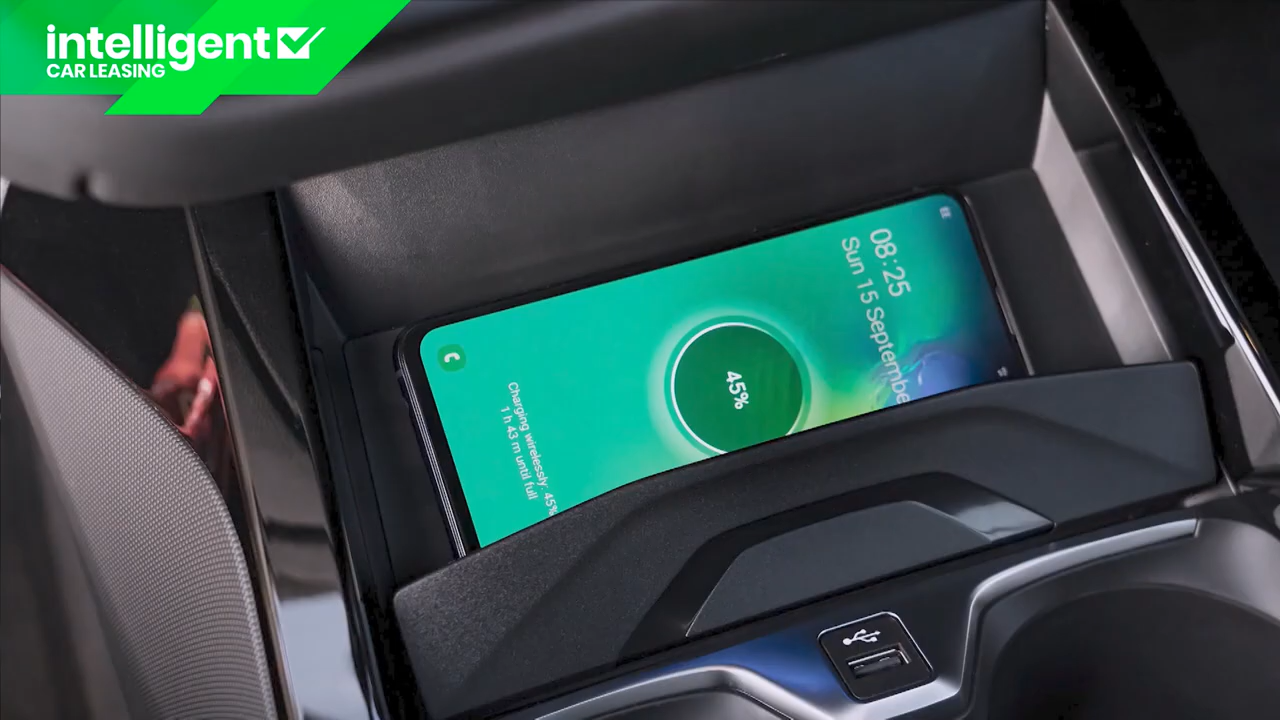 intelligent
CAR LEASING
08:25
Sun 15 Septembe
45%
Charging wirelessly: 45%
1 h 43 m until full